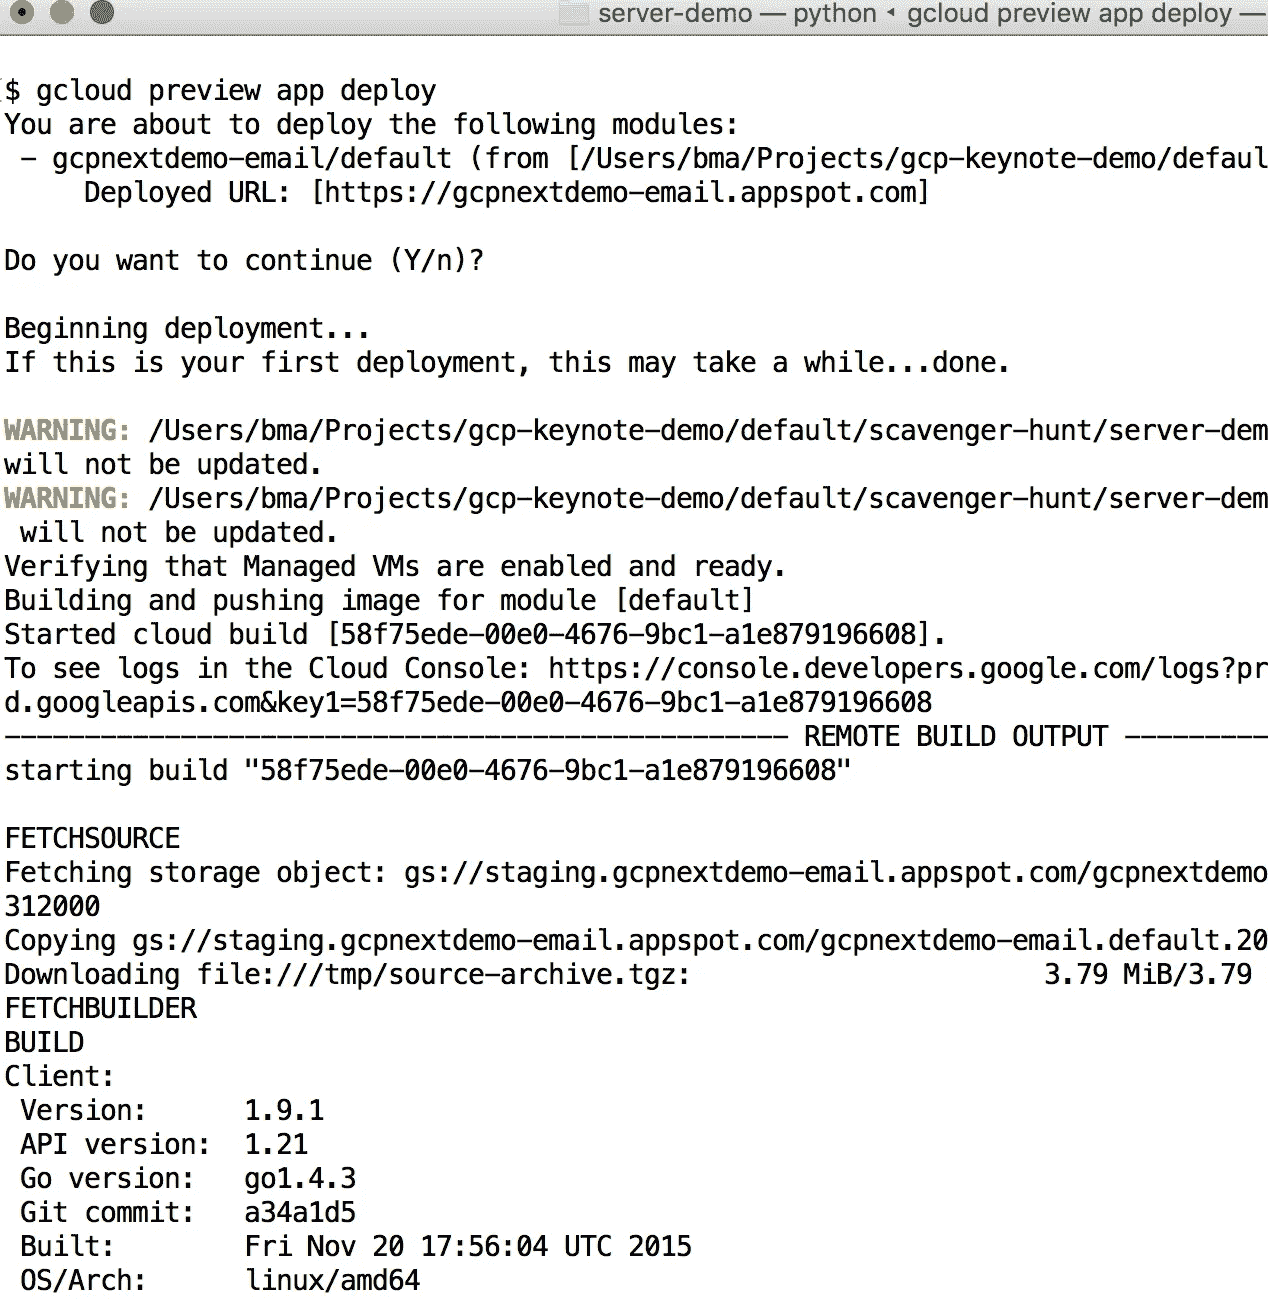 server-demo — python ◂ gcloud preview app deploy —
$ gcloud preview app deploy
You are about to deploy the following modules:
 - gcpnextdemo-email/default (from [/Users/bma/Projects/gcp-keynote-demo/defaul
     Deployed URL: [https://gcpnextdemo-email.appspot.com]
Do you want to continue (Y/n)?
Beginning deployment...
If this is your first deployment, this may take a while...done.
WARNING: /Users/bma/Projects/gcp-keynote-demo/default/scavenger-hunt/server-dem
will not be updated.
WARNING: /Users/bma/Projects/gcp-keynote-demo/default/scavenger-hunt/server-dem
 will not be updated.
Verifying that Managed VMs are enabled and ready.
Building and pushing image for module [default]
Started cloud build [58f75ede-00e0-4676-9bc1-a1e879196608].
To see logs in the Cloud Console: https://console.developers.google.com/logs?pr
d.googleapis.com&key1=58f75ede-00e0-4676-9bc1-a1e879196608
------------------------------------------------- REMOTE BUILD OUTPUT ---------
starting build "58f75ede-00e0-4676-9bc1-a1e879196608"
FETCHSOURCE
Fetching storage object: gs://staging.gcpnextdemo-email.appspot.com/gcpnextdemo
312000
Copying gs://staging.gcpnextdemo-email.appspot.com/gcpnextdemo-email.default.20
Downloading file:///tmp/source-archive.tgz:                      3.79 MiB/3.79
FETCHBUILDER
BUILD
Client:
 Version:      1.9.1
 API version:  1.21
 Go version:   go1.4.3
 Git commit:   a34a1d5
 Built:        Fri Nov 20 17:56:04 UTC 2015
 OS/Arch:      linux/amd64